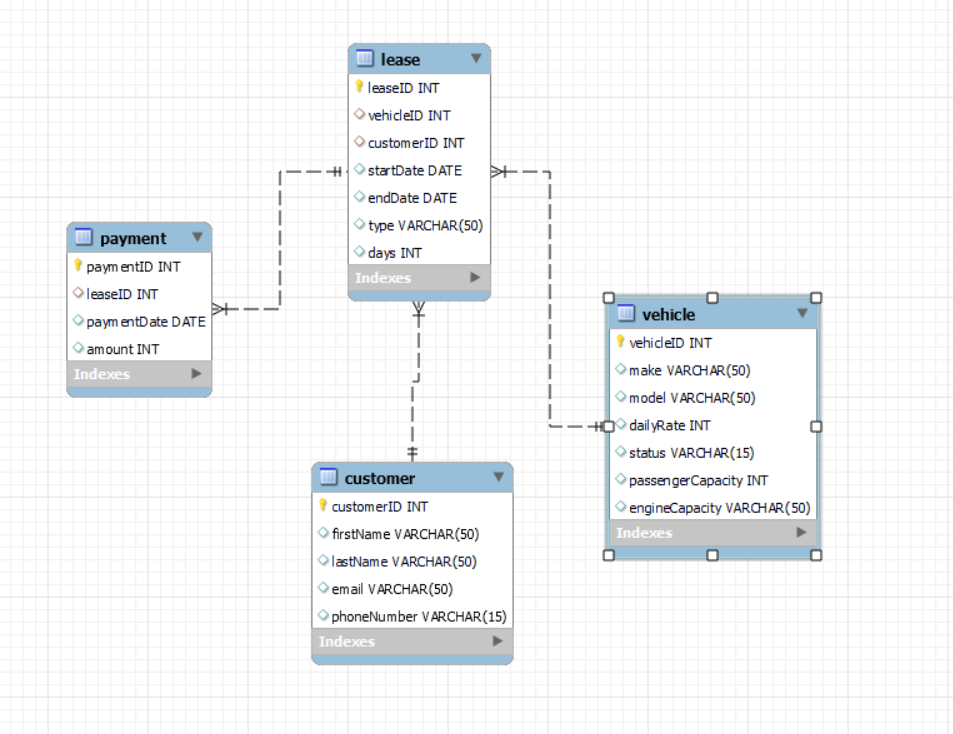 lease
leaseID INT
vehicleID INT
customerID INT
startDate DATE
endDate DATE
type VARCHAR(50)
days INT
Indexes
payment
paymentID INT
leaseID INT
paymentDate DATE
amount INT
Indexes
vehicle
vehicleID INT
make VARCHAR(50)
model VARCHAR(50)
dailyRate INT
status VARCHAR(15)
passengerCapacity INT
engineCapacity VARCHAR(50)
Indexes
customer
customerID INT
firstName VARCHAR(50)
lastName VARCHAR(50)
email VARCHAR(50)
phoneNumber VARCHAR(15)
Indexes